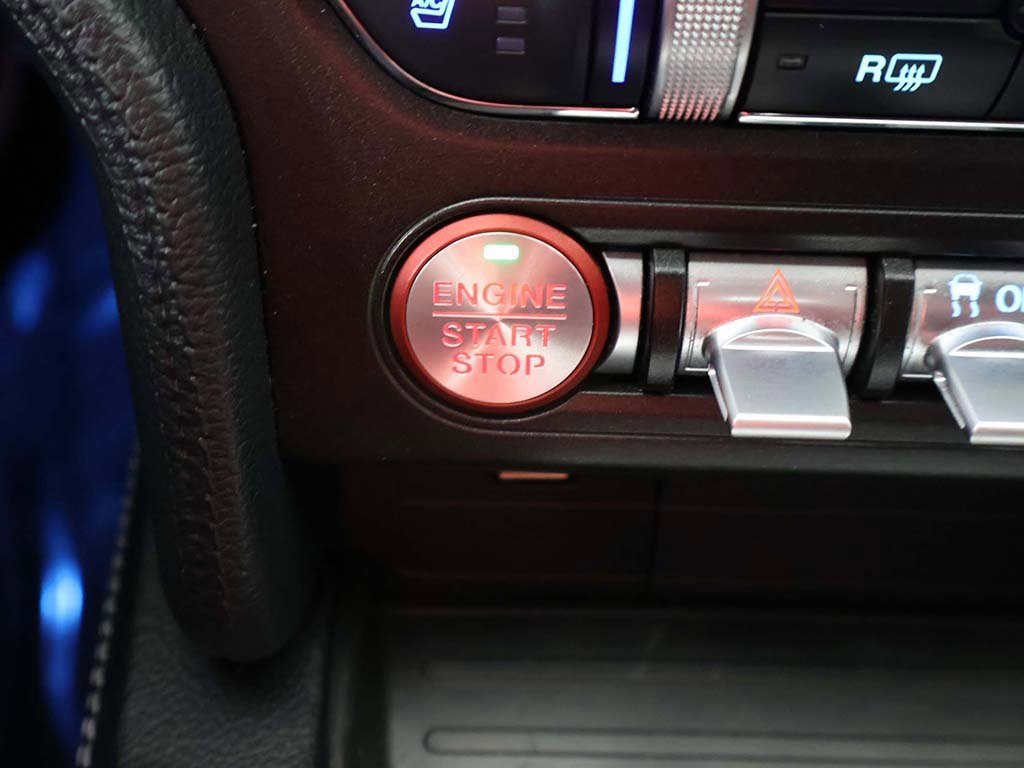 A/C
R
ENGINE
START
STOP